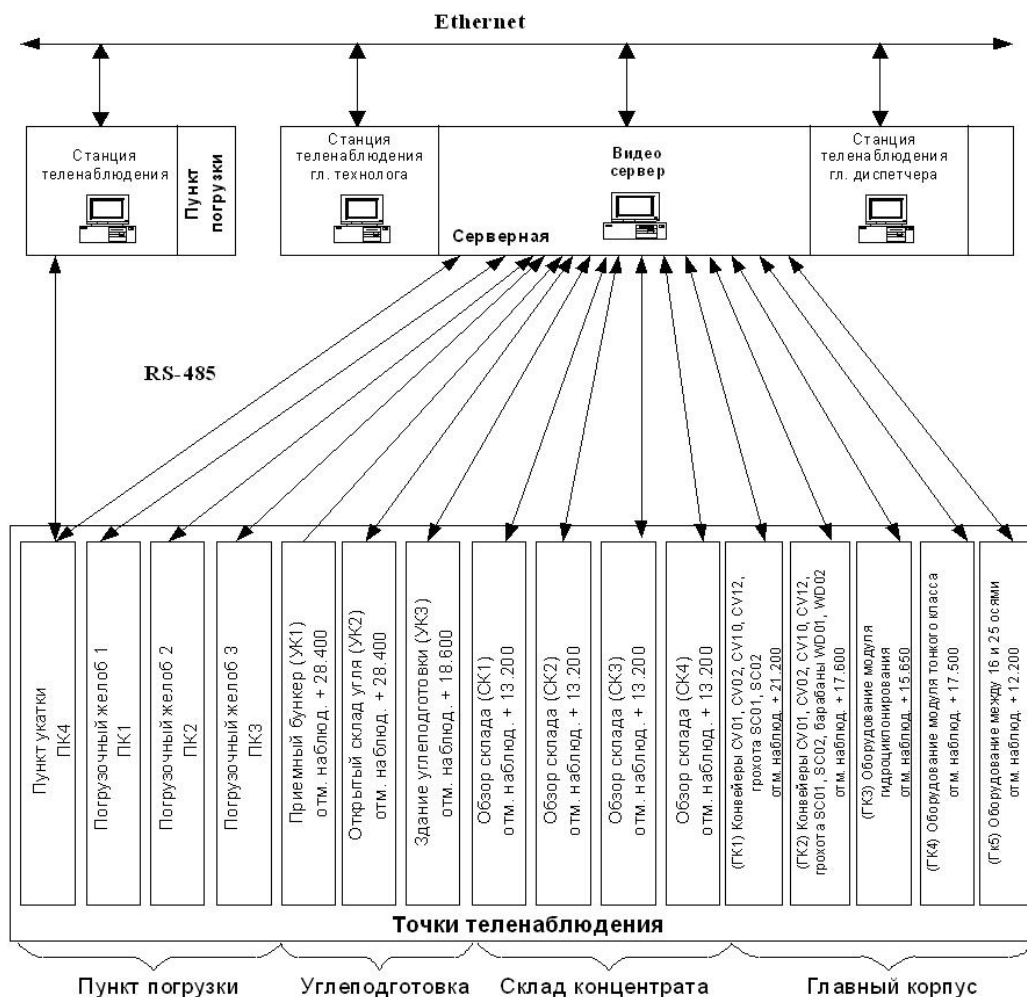 Ethernet
Станция
теленаблюдения
Пункт
погрузки
Станция
теленаблюдения
гл. технолога
Видео
сервер
Серверная
Станция
теленаблюдения
гл. диспетчера
RS-485
Пункт укатки
ПК4
Погрузочный желоб 1
ПК1
Погрузочный желоб 2
ПК2
Погрузочный желоб 3
ПК3
Приемный бункер (УК1)
отм. наблюд. + 28.400
Открытый склад угля (УК2)
отм. наблюд. + 28.400
Здание углеподготовки (УК3)
отм. наблюд. + 18.600
Обзор склада (СК1)
отм. наблюд. + 13.200
Обзор склада (СК2)
отм. наблюд. + 13.200
Обзор склада (СК3)
отм. наблюд. + 13.200
Обзор склада (СК4)
отм. наблюд. + 13.200
(ГК1) Конвейеры CV01, CV02, CV10, CV12,
грохота SC01, SC02
отм. наблюд. + 21.200
(ГК2) Конвейеры CV01, CV02, CV10, CV12,
грохота SC01, SC02, барабаны WD01, WD02
отм. наблюд. + 17.600
(ГК3) Оборудование модуля
гидроциклонирования
отм. наблюд. + 15.650
(ГК4) Оборудование модуля тонкого класса
отм. наблюд. + 17.500
(Гк5) Оборудование между 16 и 25 осями
отм. наблюд. + 12.200
Точки теленаблюдения
Пункт погрузки
Углеподготовка
Склад концентрата
Главный корпус